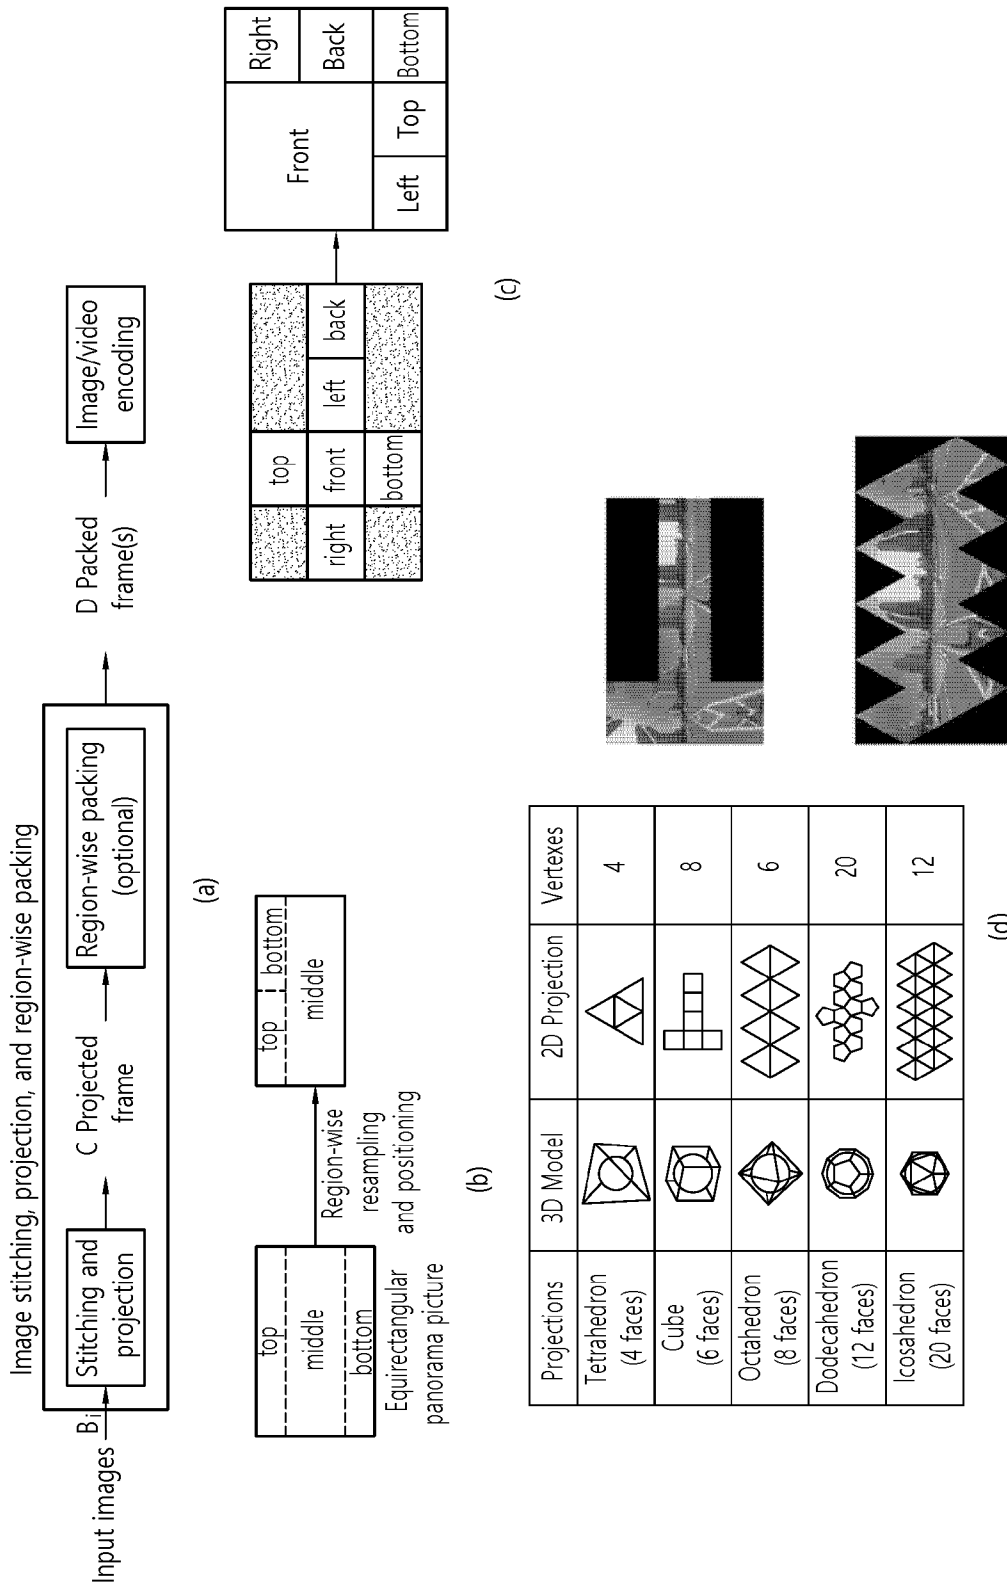 Image stitching, projection, and region-wise packing
Input images
Bi
Stitching and
projection
C Projected
frame
Region-wise packing
(optional)
D Packed
frame(s)
Image/video
encoding
(a)
top
middle
bottom
Equirectangular
panorama picture
Region-wise
resampling
and positioning
top
bottom
middle
(b)
top
right
front
left
back
bottom
Front
Right
Back
Left
Top
Bottom
(c)
Projections
3D Model
2D Projection
Vertexes
Tetrahedron
(4 faces)
4
Cube
(6 faces)
8
Octahedron
(8 faces)
6
Dodecahedron
(12 faces)
20
Icosahedron
(20 faces)
12
(d)